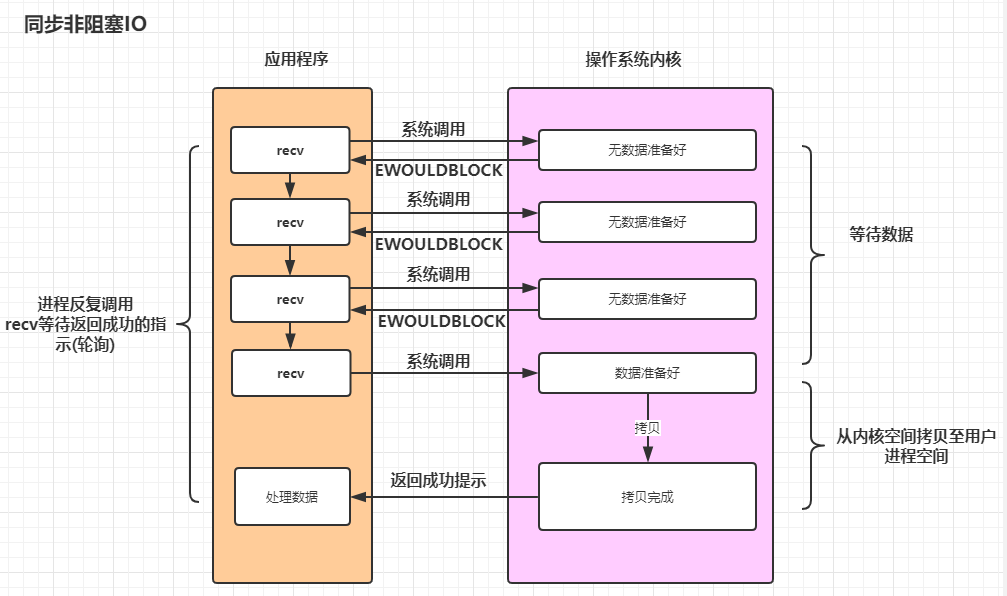 同步非阻塞IO
应用程序
操作系统内核
系统调用
recv
无数据准备好
EWOULDBLOCK
系统调用
recv
无数据准备好
EWOULDBLOCK
系统调用
recv
无数据准备好
EWOULDBLOCK
系统调用
recv
数据准备好
等待数据
进程反复调用
recv等待返回成功的指
示(轮询)
拷贝
从内核空间拷贝至用户
进程空间
返回成功提示
处理数据
拷贝完成